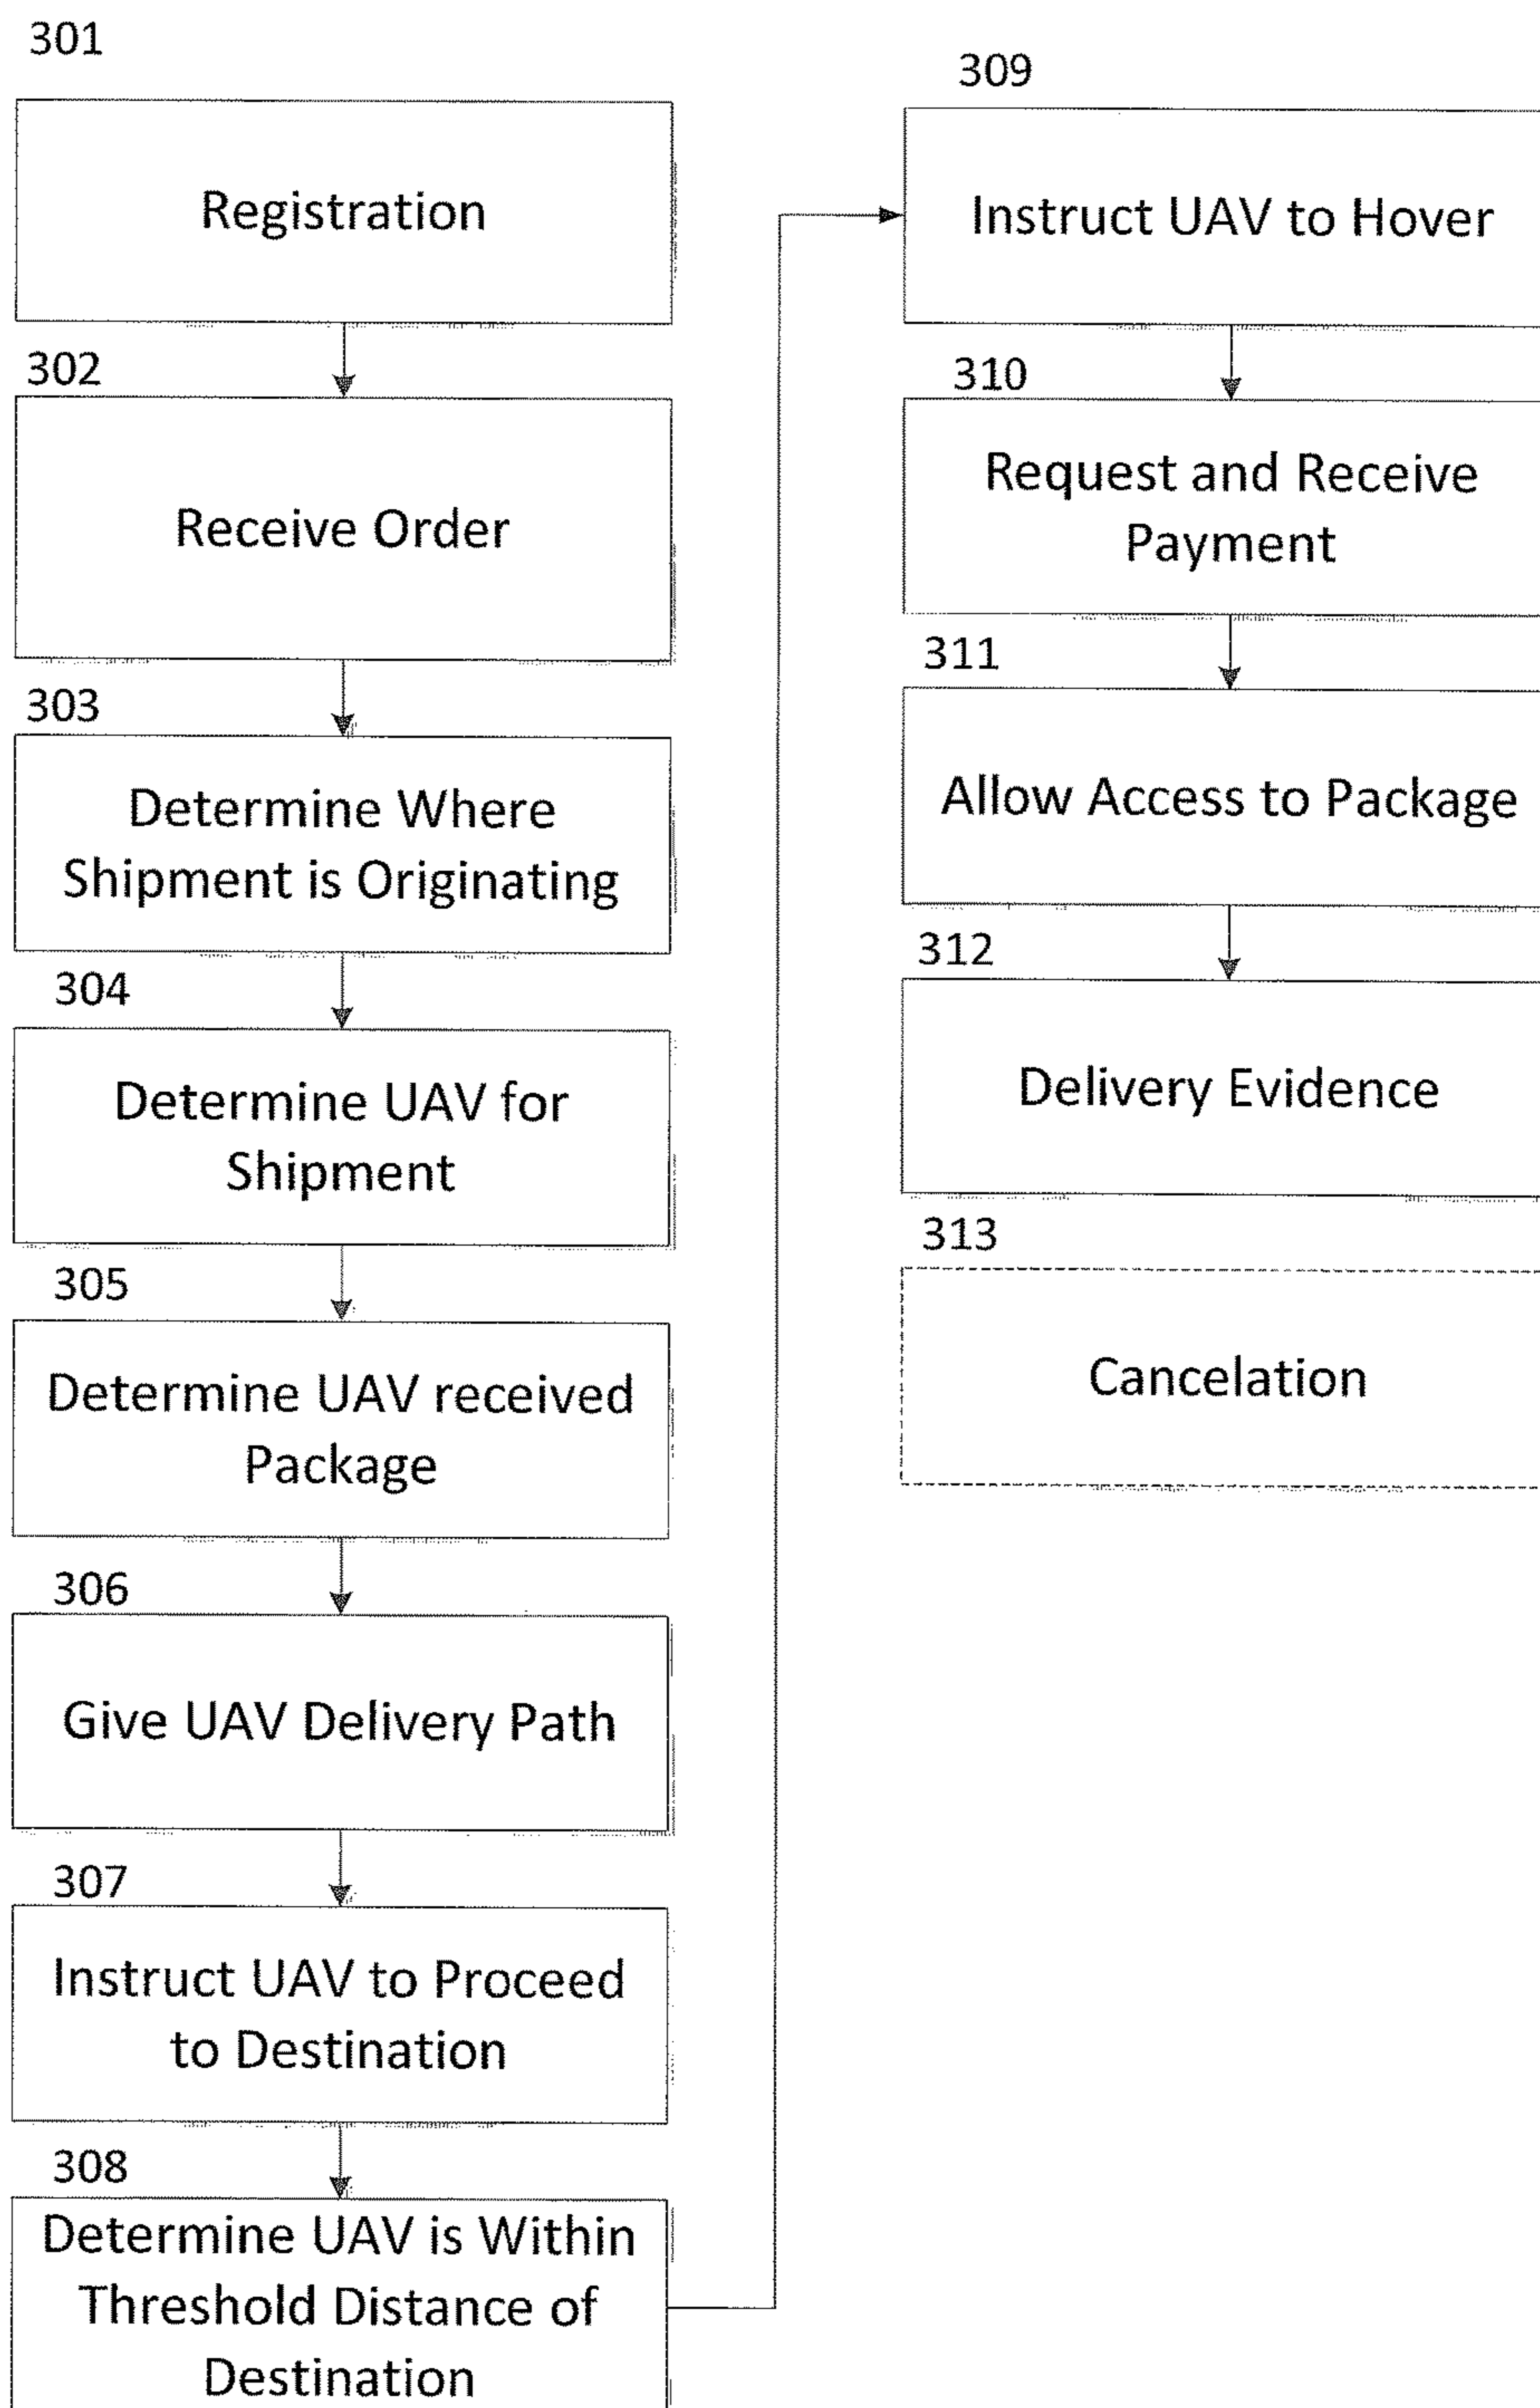 301
Registration
302
Receive Order
303
Determine Where
Shipment is Originating
304
Determine UAV for
Shipment
305
Determine UAV received
Package
306
Give UAV Delivery Path
307
Instruct UAV to Proceed
to Destination
308
Determine UAV is Within
Threshold Distance of
Destination
309
Instruct UAV to Hover
310
Request and Receive
Payment
311
Allow Access to Package
312
Delivery Evidence
313
Cancelation